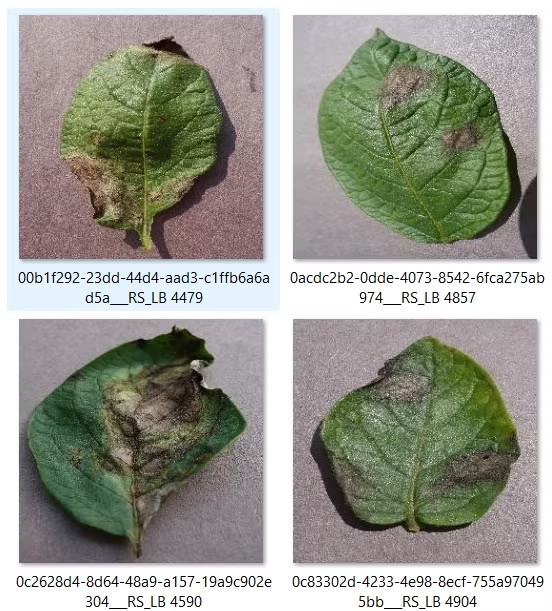 00b1f292-23dd-44d4-aad3-c1ffb6a6a
d5a___RS_LB 4479
0acdc2b2-0dde-4073-8542-6fca275ab
974___RS_LB 4857
0c2628d4-8d64-48a9-a157-19a9c902e
304___RS_LB 4590
0c83302d-4233-4e98-8ecf-755a97049
5bb___RS_LB 4904